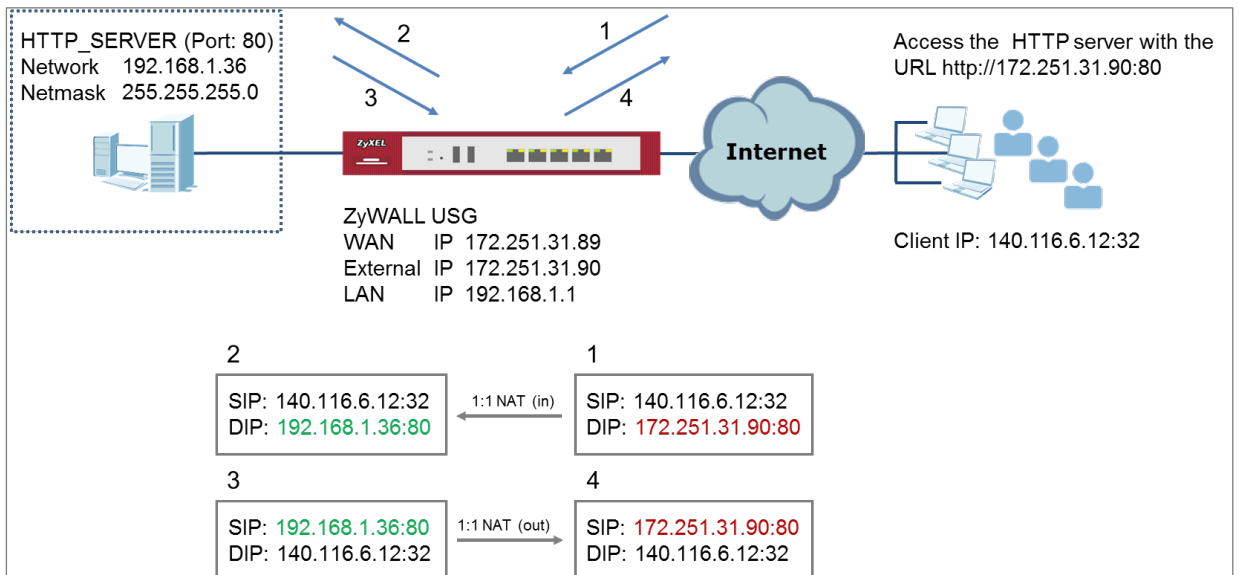 HTTP_SERVER (Port: 80)
Network 192.168.1.36
Netmask 255.255.255.0
2
1
3
4
Access the HTTP server with the
URL http://172.251.31.90:80
ZyXEL
Internet
ZyWALL USG
WAN IP 172.251.31.89
External IP 172.251.31.90
LAN IP 192.168.1.1
Client IP: 140.116.6.12:32
2
SIP: 140.116.6.12:32
DIP: 192.168.1.36:80
1:1 NAT (in)
1
SIP: 140.116.6.12:32
DIP: 172.251.31.90:80
3
SIP: 192.168.1.36:80
DIP: 140.116.6.12:32
1:1 NAT (out)
4
SIP: 172.251.31.90:80
DIP: 140.116.6.12:32